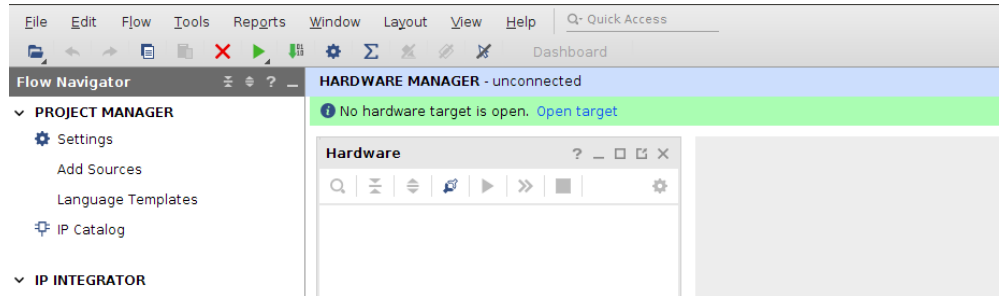 File Edit Flow Tools Reports Window Layout View Help Q- Quick Access
Dashboard
Flow Navigator ? HARDWARE MANAGER - unconnected
PROJECT MANAGER No hardware target is open. Open target
Settings Hardware ?
Add Sources
Language Templates
IP Catalog
IP INTEGRATOR